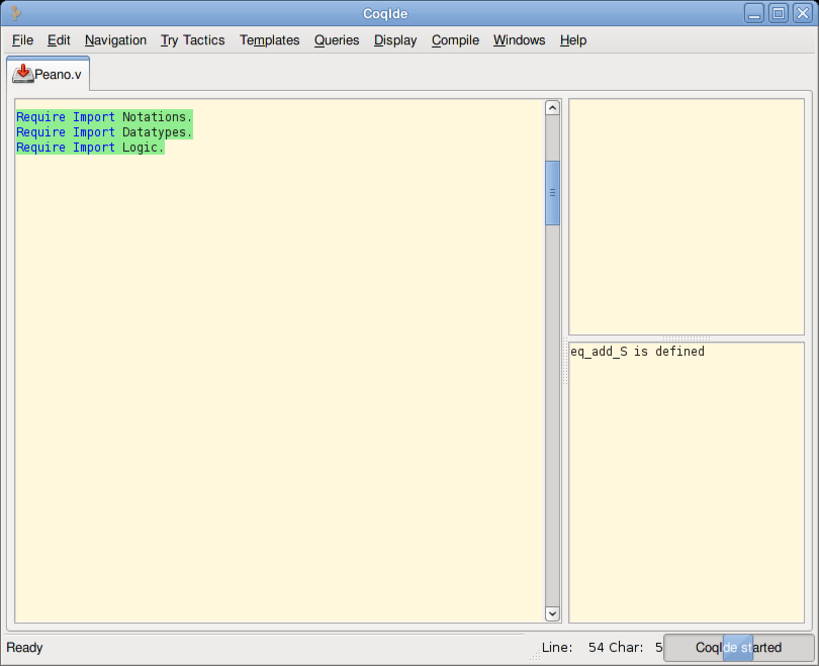 CoqIde
File Edit Navigation Try Tactics Templates Queries Display Compile Windows Help
Peano.v
Require Import Notations.
Require Import Datatypes.
Require Import Logic.
eq_add_S is defined
Ready
Line: 54 Char: 5
CoqIde started